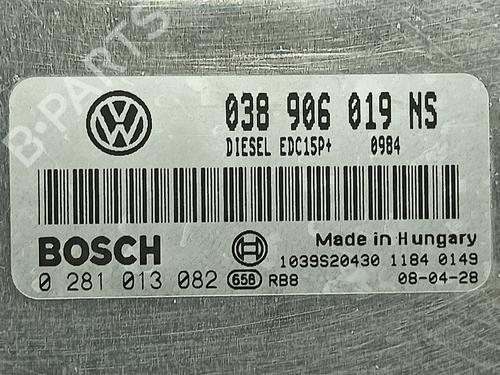 B-PARTS
038 906 019 NS
DIESEL EDC15P+ 0984
BOSCH
Made in Hungary
1039S20430 1184 0149
0 281 013 082 658 RB8 08-04-28